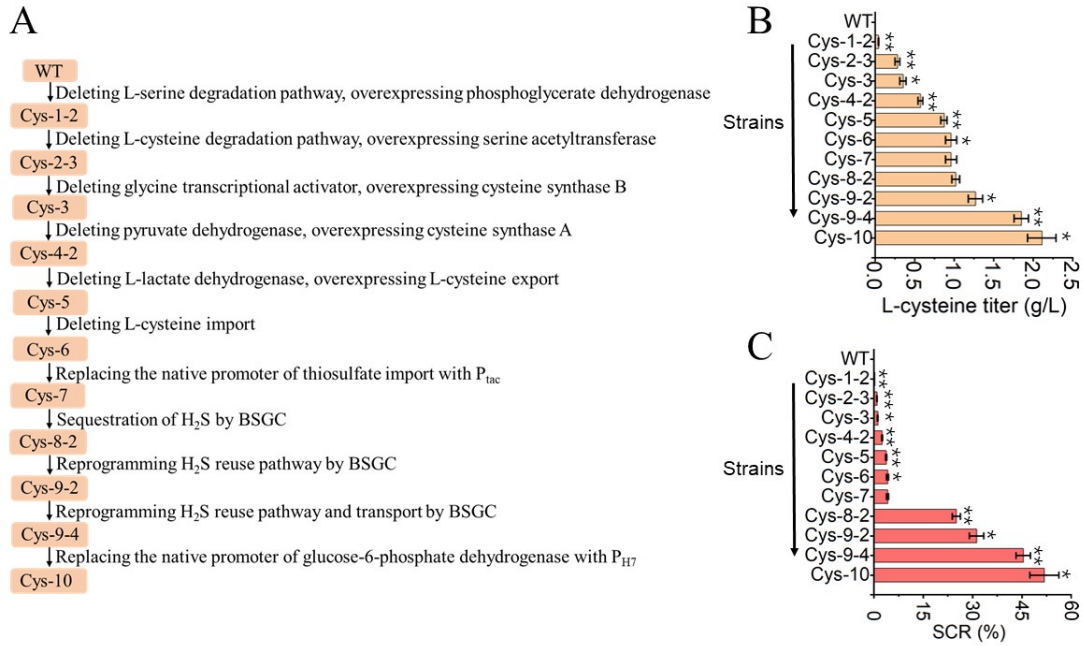 A
WT
Deleting L-serine degradation pathway, overexpressing phosphoglycerate dehydrogenase
Cys-1-2
Deleting L-cysteine degradation pathway, overexpressing serine acetyltransferase
Cys-2-3
Deleting glycine transcriptional activator, overexpressing cysteine synthase B
Cys-3
Deleting pyruvate dehydrogenase, overexpressing cysteine synthase A
Cys-4-2
Deleting L-lactate dehydrogenase, overexpressing L-cysteine export
Cys-5
Deleting L-cysteine import
Cys-6
Replacing the native promoter of thiosulfate import with Ptac
Cys-7
Sequestration of H2S by BSGC
Cys-8-2
Reprogramming H2S reuse pathway by BSGC
Cys-9-2
Reprogramming H2S reuse pathway and transport by BSGC
Cys-9-4
Replacing the native promoter of glucose-6-phosphate dehydrogenase with PH7
Cys-10
B
Strains
WT
Cys-1-2 **
Cys-2-3 **
Cys-3 *
Cys-4-2 **
Cys-5 **
Cys-6 *
Cys-7
Cys-8-2
Cys-9-2 *
Cys-9-4 **
Cys-10 *
0.0 0.5 1.0 1.5 2.0 2.5
L-cysteine titer (g/L)
C
Strains
WT
Cys-1-2 **
Cys-2-3 **
Cys-3 *
Cys-4-2 **
Cys-5 **
Cys-6 *
Cys-7
Cys-8-2 **
Cys-9-2 *
Cys-9-4 **
Cys-10 *
0 15 30 45 60
SCR (%)